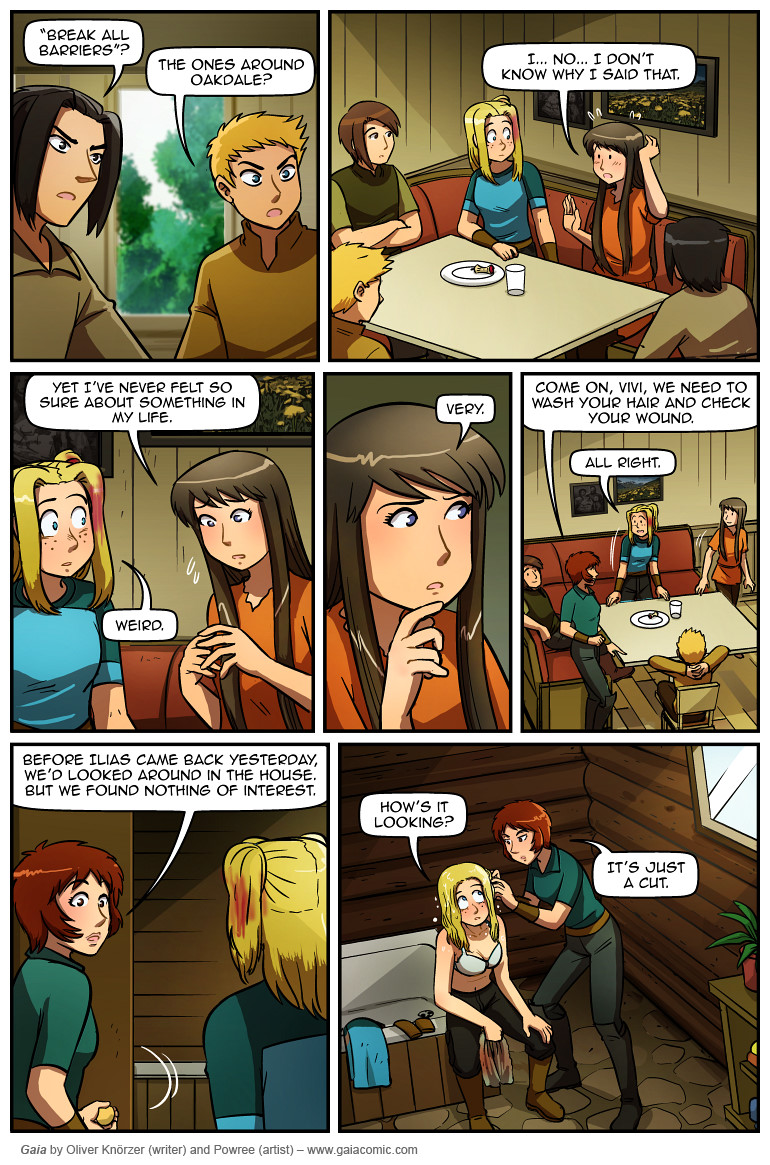 "BREAK ALL
BARRIERS"?
THE ONES AROUND
OAKDALE?
I... NO... I DON'T
KNOW WHY I SAID THAT.
YET I'VE NEVER FELT SO
SURE ABOUT SOMETHING IN
MY LIFE.
WEIRD.
VERY.
COME ON, VIVI, WE NEED TO
WASH YOUR HAIR AND CHECK
YOUR WOUND.
ALL RIGHT.
BEFORE ILIAS CAME BACK YESTERDAY,
WE'D LOOKED AROUND IN THE HOUSE.
BUT WE FOUND NOTHING OF INTEREST.
HOW'S IT
LOOKING?
IT'S JUST
A CUT.
Gaia by Oliver Knörzer (writer) and Powree (artist) – www.gaiacomic.com